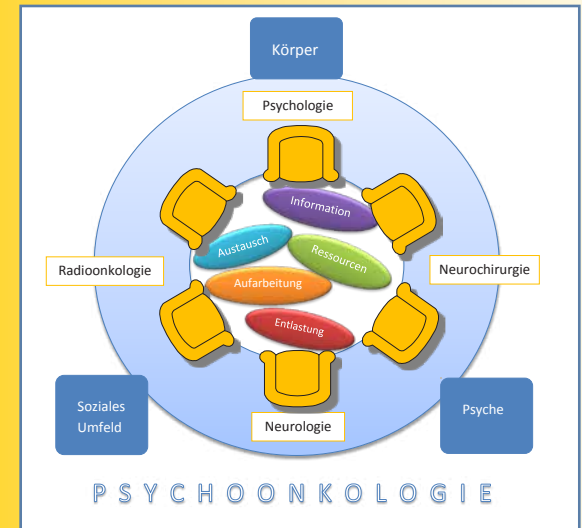 Körper
Psychologie
Information
Austausch
Ressourcen
Radioonkologie
Neurochirurgie
Aufarbeitung
Entlastung
Soziales
Umfeld
Psyche
Neurologie
PSYCHOONKOLOGIE